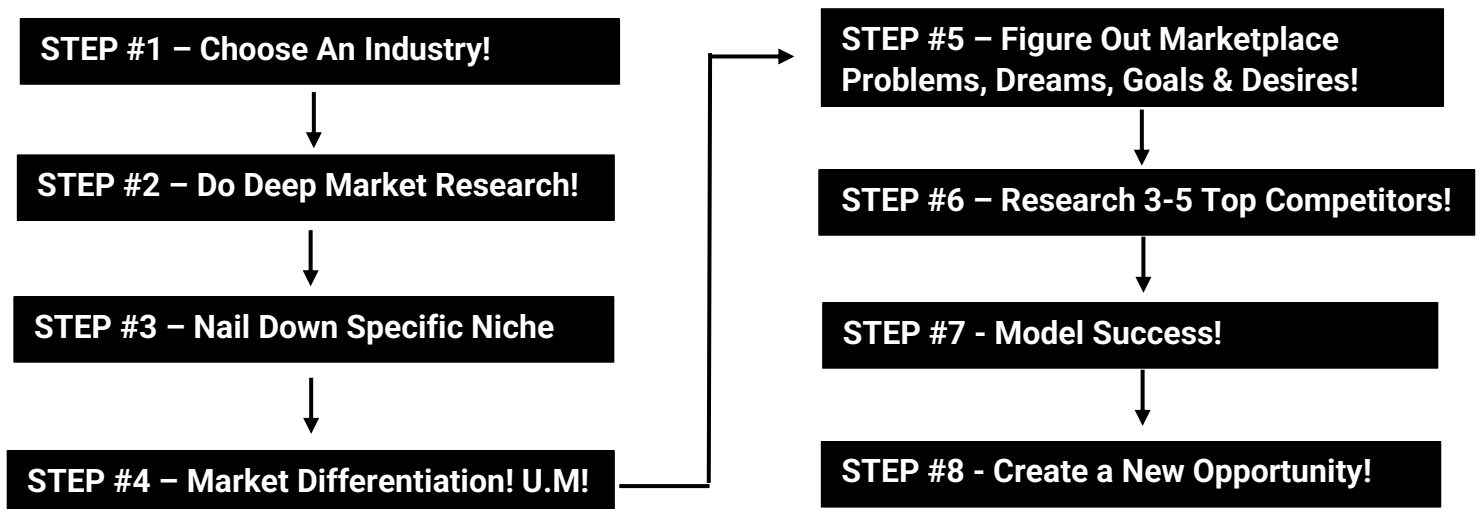 STEP #1 – Choose An Industry!
STEP #2 – Do Deep Market Research!
STEP #3 – Nail Down Specific Niche
STEP #4 – Market Differentiation! U.M!
STEP #5 – Figure Out Marketplace
Problems, Dreams, Goals & Desires!
STEP #6 – Research 3-5 Top Competitors!
STEP #7 - Model Success!
STEP #8 - Create a New Opportunity!